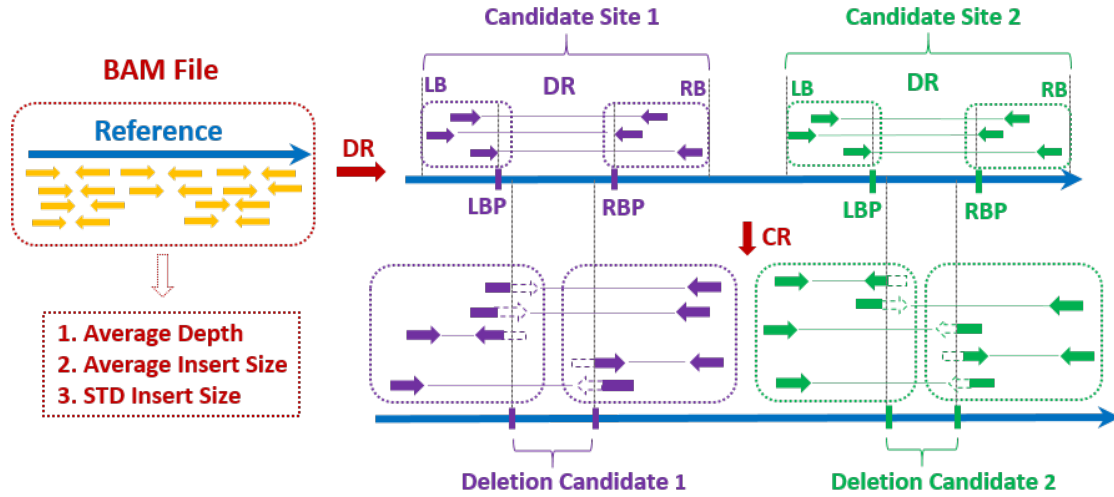 BAM File
Reference
1. Average Depth
2. Average Insert Size
3. STD Insert Size
DR
Candidate Site 1
LB
DR
RB
LBP
RBP
Candidate Site 2
LB
DR
RB
LBP
RBP
CR
Deletion Candidate 1
Deletion Candidate 2